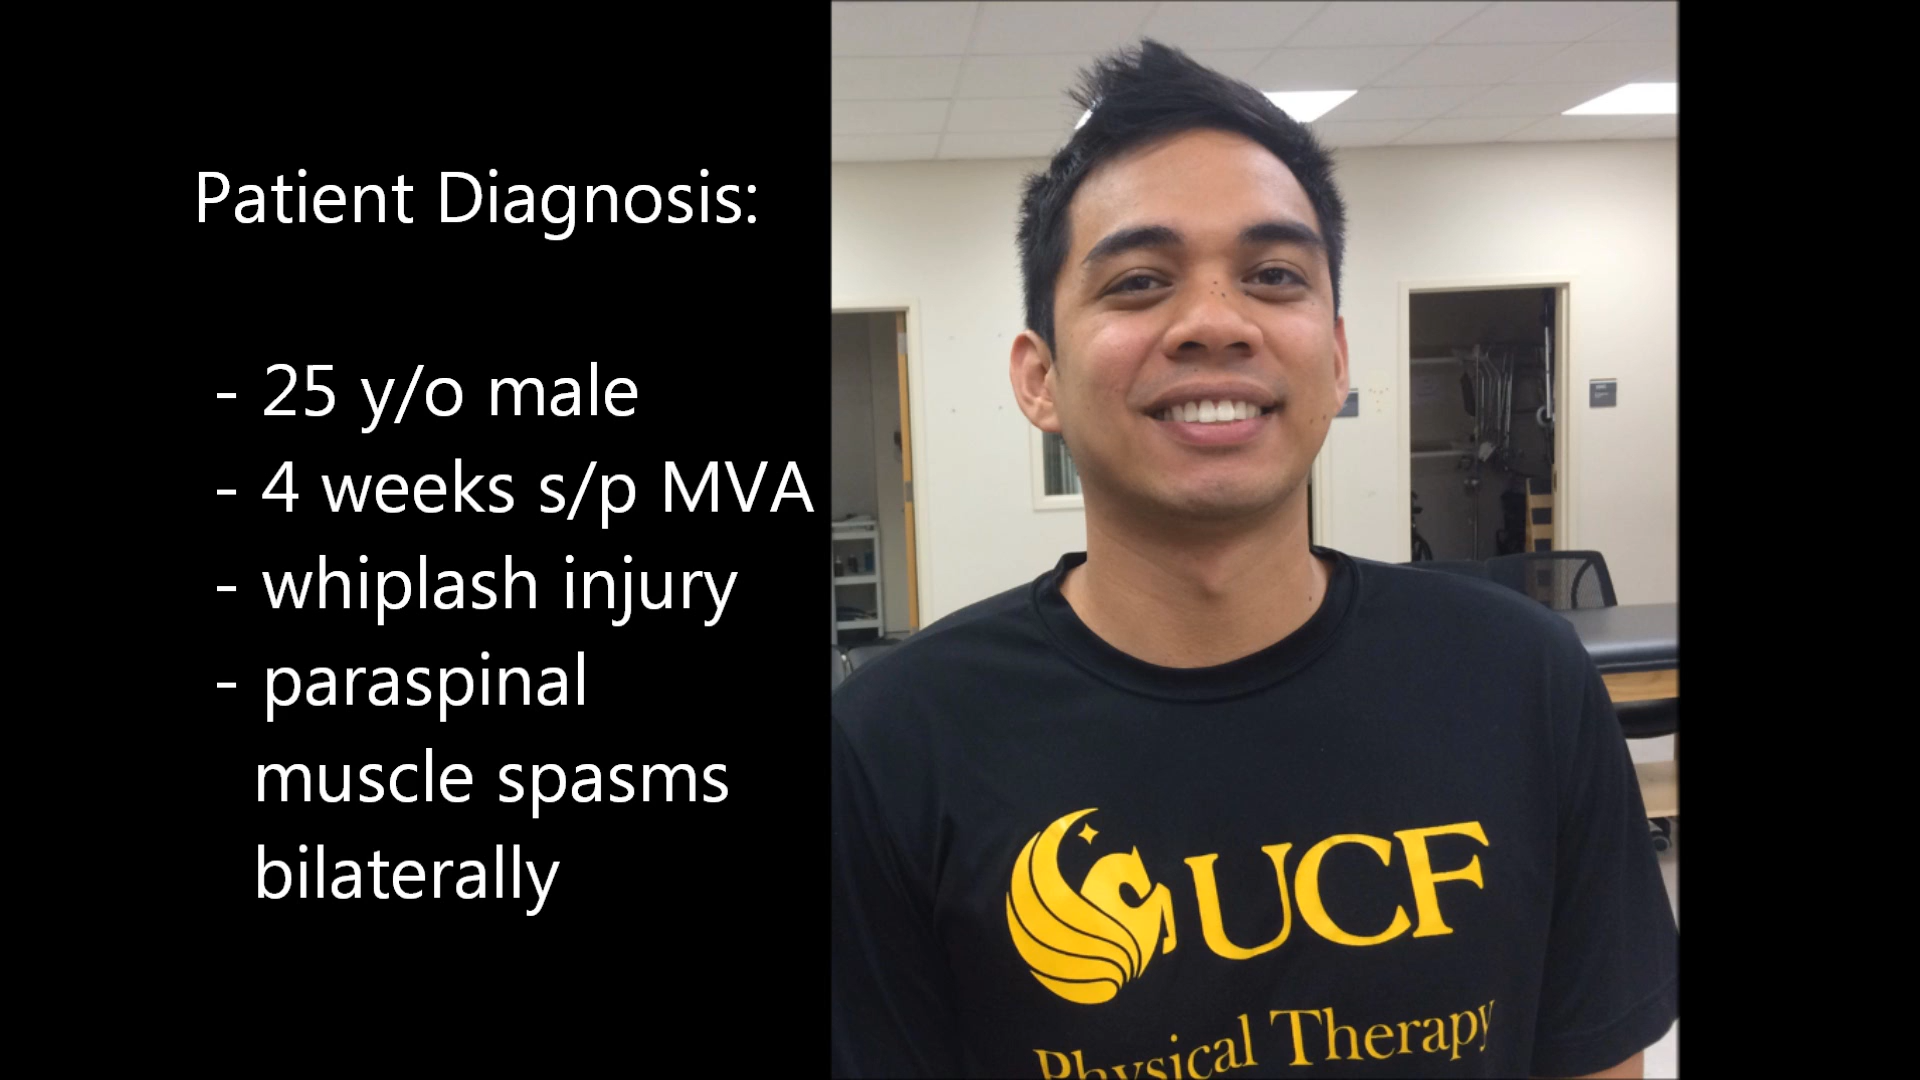 Patient Diagnosis:
- 25 y/o male
- 4 weeks s/p MVA
- whiplash injury
- paraspinal
muscle spasms
bilaterally
UCF
Physical Therapy